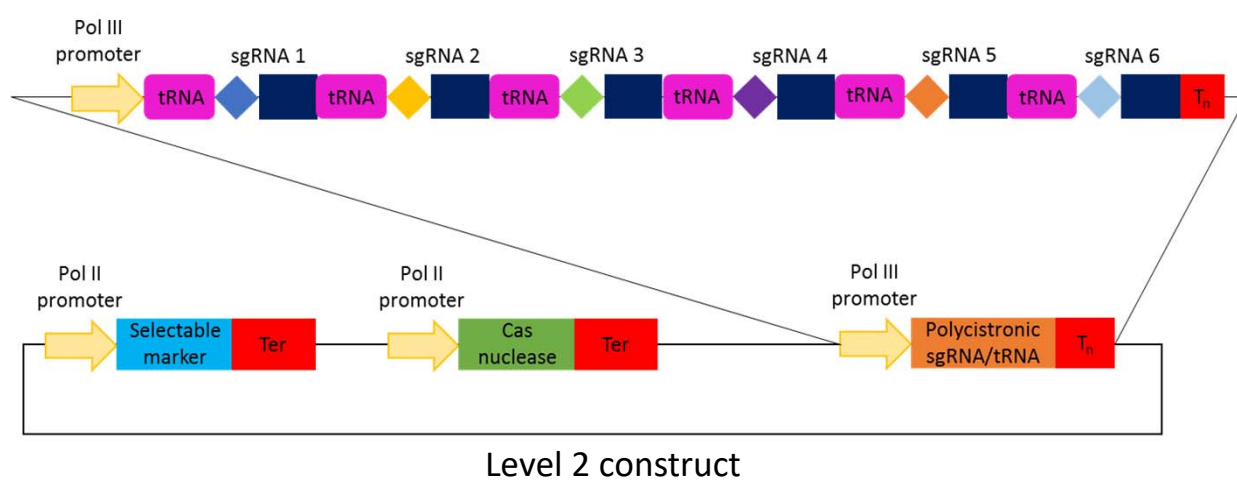 Pol III
promoter
sgRNA 1 sgRNA 2 sgRNA 3 sgRNA 4 sgRNA 5 sgRNA 6
tRNA tRNA tRNA tRNA tRNA tRNA Tn
Pol II
promoter
Selectable
marker
Ter
Pol II
promoter
Cas
nuclease
Ter
Pol III
promoter
Polycistronic
sgRNA/tRNA
Tn
Level 2 construct